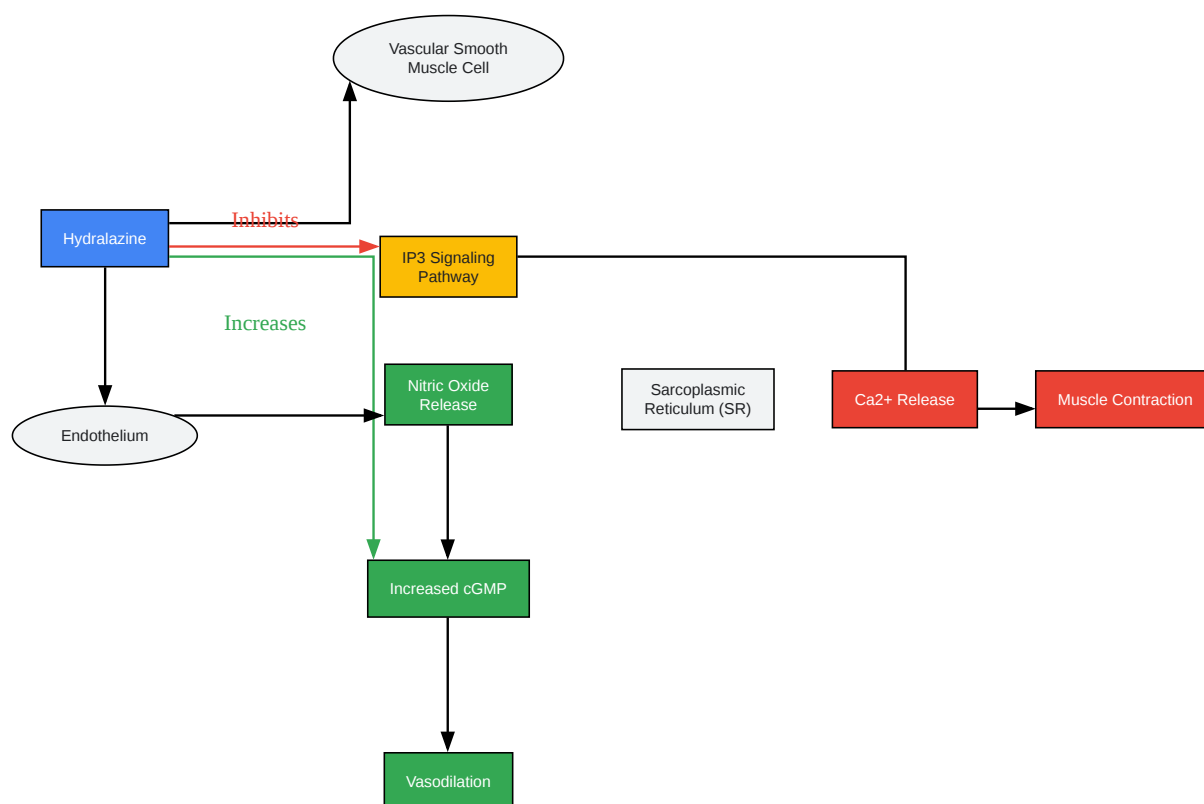 Vascular Smooth
Muscle Cell
Inhibits
Hydralazine
IP3 Signaling
Pathway
Increases
Nitric Oxide
Release
Sarcoplasmic
Reticulum (SR)
Ca2+ Release
Muscle Contraction
Endothelium
Increased cGMP
Vasodilation